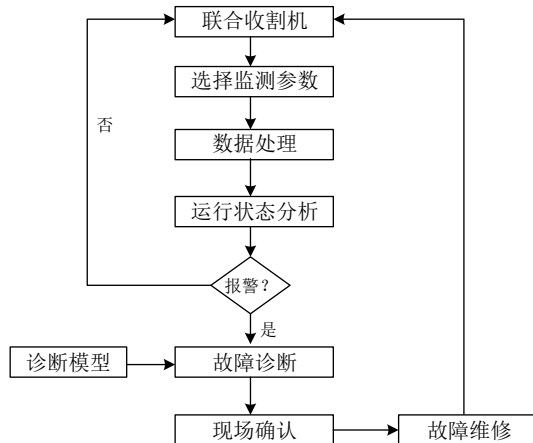 联合收割机
选择监测参数
否
数据处理
运行状态分析
报警？
是
诊断模型
故障诊断
现场确认
故障维修